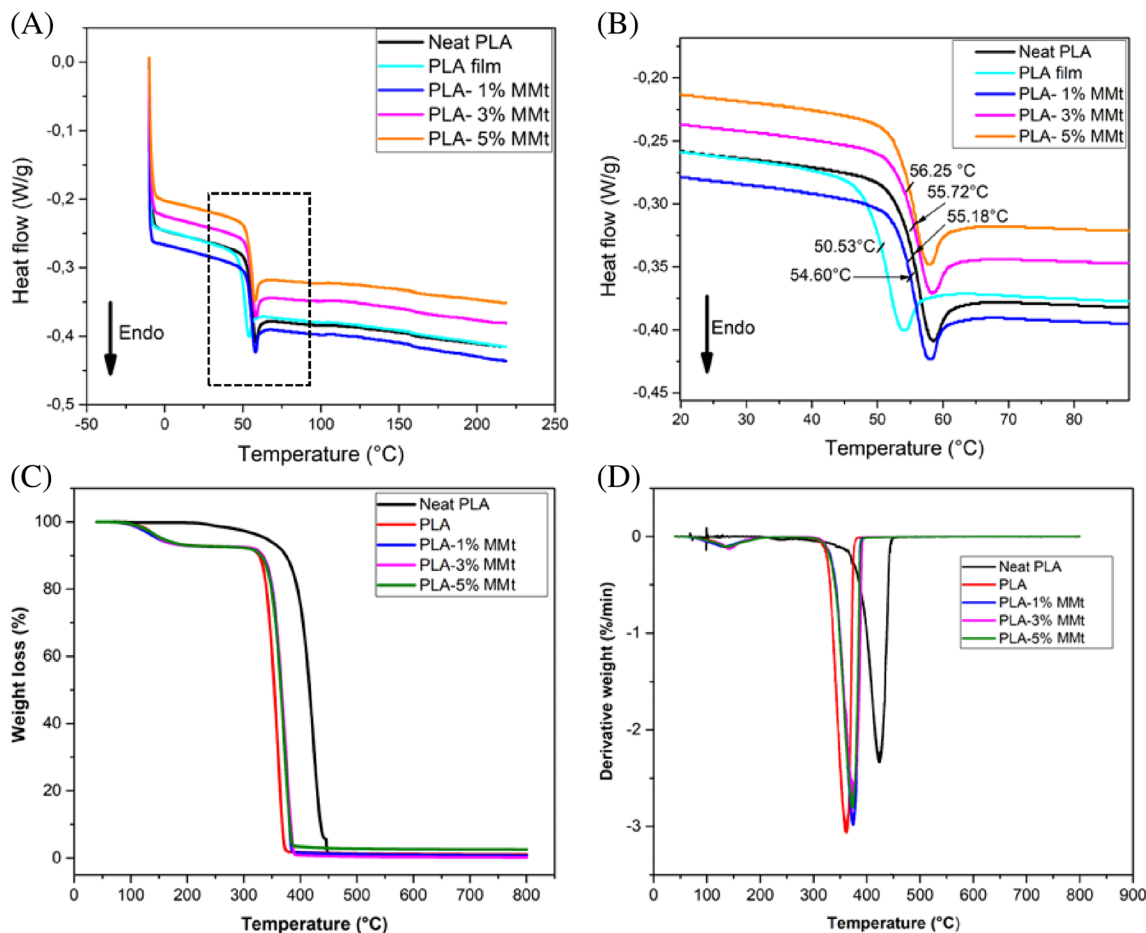 (A)
Neat PLA
PLA film
PLA- 1% MMt
PLA- 3% MMt
PLA- 5% MMt
0,0
-0,1
-0,2
-0,3
-0,4
-0,5
Heat flow (W/g)
Endo
-50 0 50 100 150 200 250
Temperature (°C)
(B)
Neat PLA
PLA film
PLA- 1% MMt
PLA- 3% MMt
PLA- 5% MMt
-0,20
-0,25
-0,30
-0,35
-0,40
-0,45
Heat flow (W/g)
56.25 °C
55.72°C
55.18°C
50.53°C
54.60°C
Endo
20 30 40 50 60 70 80
Temperature (°C)
(C)
Neat PLA
PLA
PLA-1% MMt
PLA-3% MMt
PLA-5% MMt
100
80
60
40
20
0
Weight loss (%)
0 100 200 300 400 500 600 700 800
Temperature (°C)
(D)
Neat PLA
PLA
PLA-1% MMt
PLA-3% MMt
PLA-5% MMt
0
-1
-2
-3
Derivative weight (%/min)
0 100 200 300 400 500 600 700 800 900
Temperature (°C)